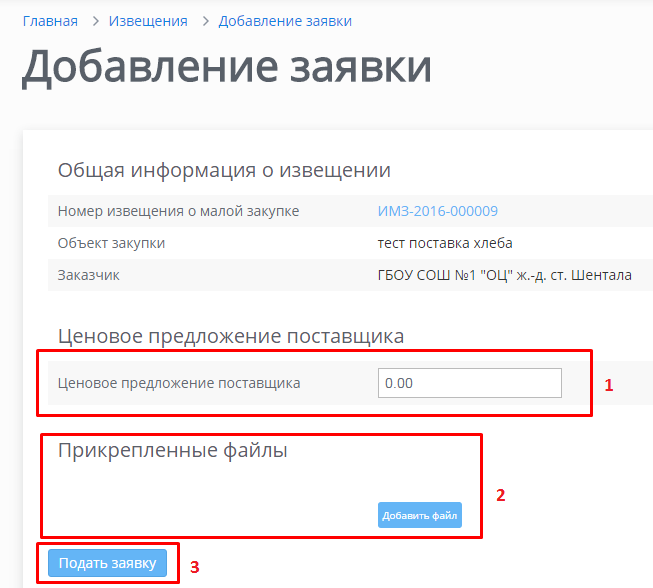 Главная > Извещения > Добавление заявки
Добавление заявки
Общая информация о извещении
Номер извещения о малой закупке ИМЗ-2016-000009
Объект закупки тест поставка хлеба
Заказчик ГБОУ СОШ №1 "ОЦ" ж.-д. ст. Шентала
Ценовое предложение поставщика
Ценовое предложение поставщика 0.00 1
Прикрепленные файлы
2
Добавить файл
Подать заявку 3